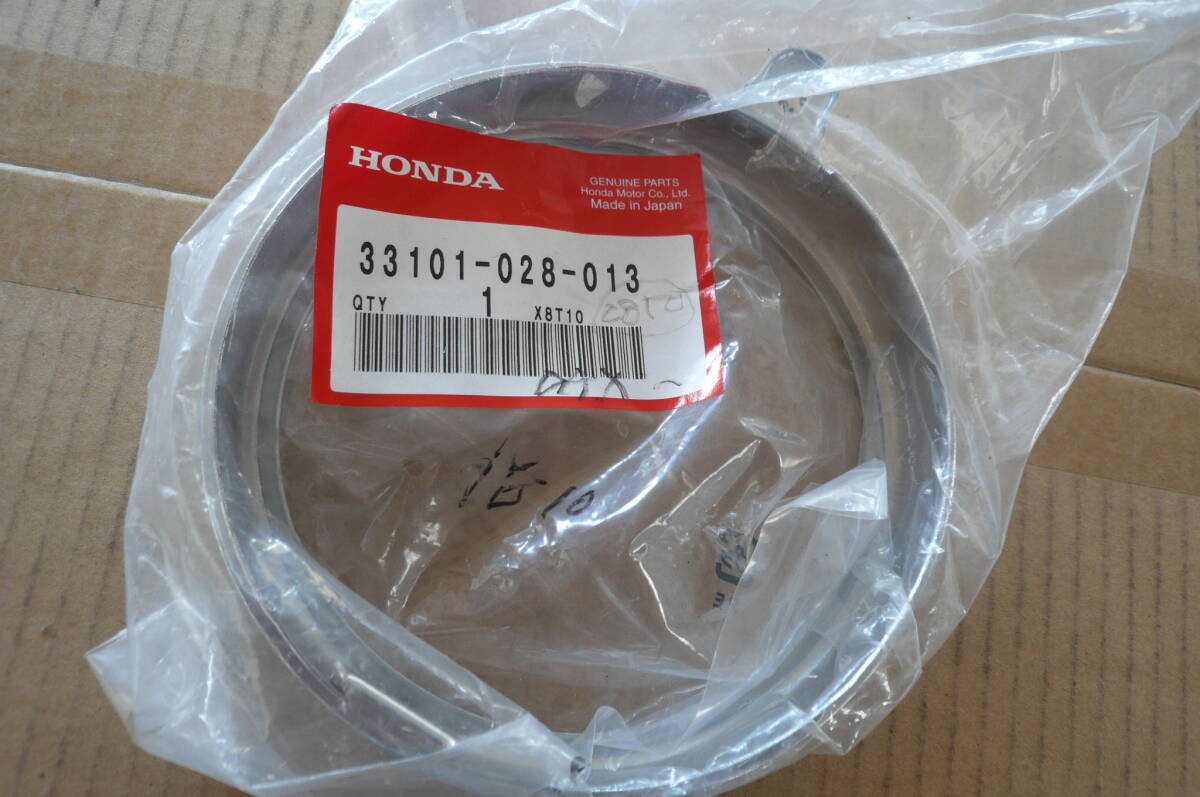 HONDA
GENUINE PARTS
Honda Motor Co., Ltd.
Made in Japan
33101-028-013
QTY 1 X8T10